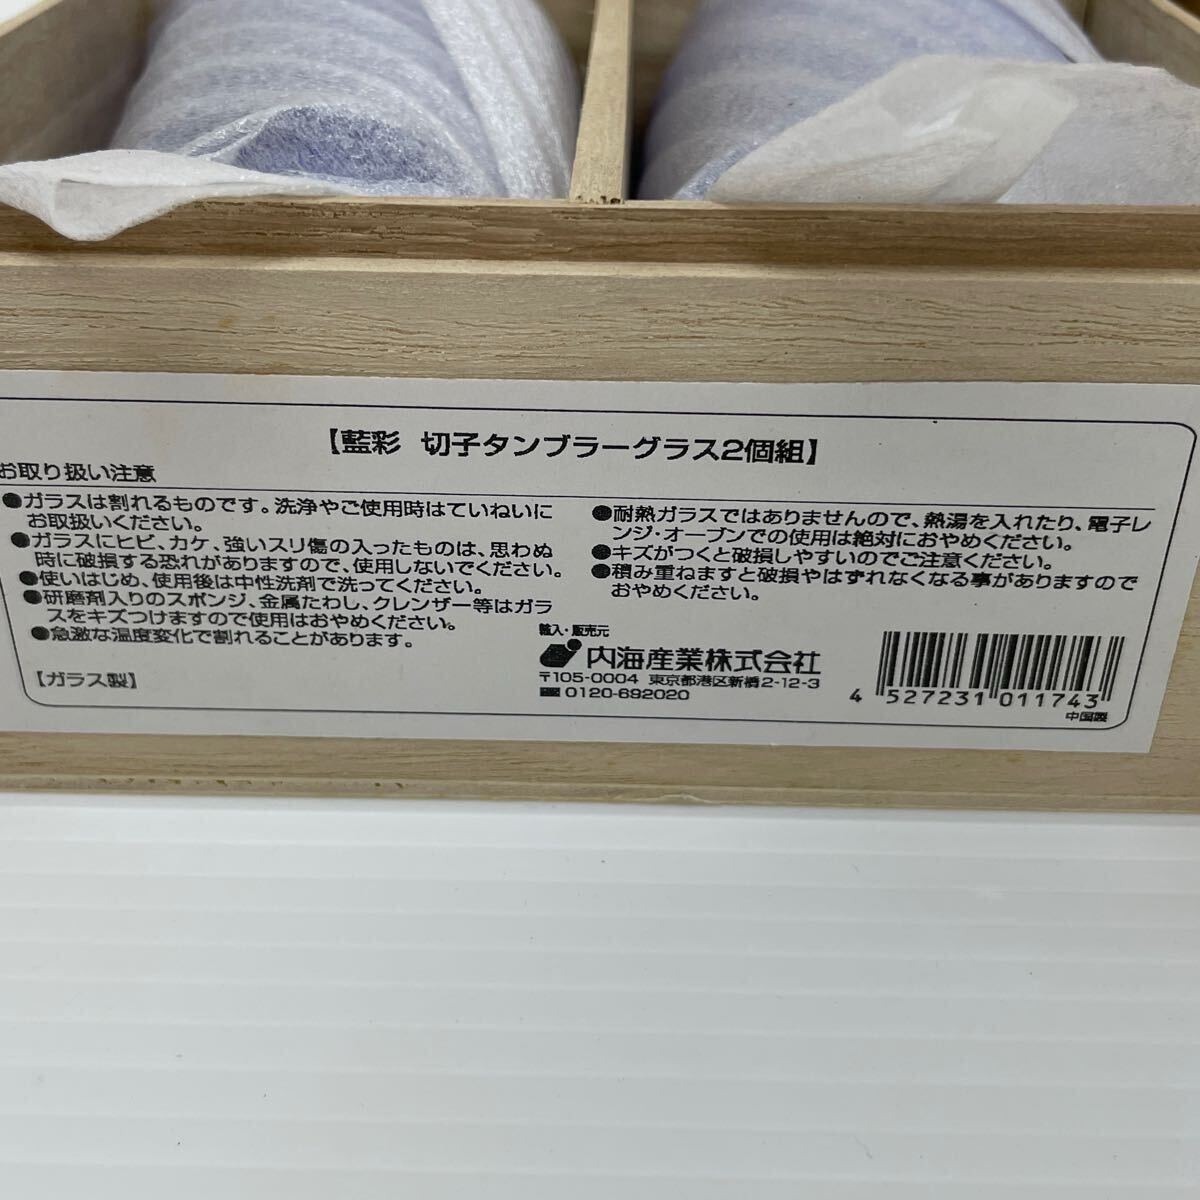 【藍彩 切子タンブラーグラス2個組】
お取り扱い注意
●ガラスは割れるものです。洗浄やご使用時はていねいに
お取扱いください。
●ガラスにヒビ、カケ、強いスリ傷の入ったものは、思わぬ
時に破損する恐れがありますので、使用しないでください。
●使いはじめ、使用後は中性洗剤で洗ってください。
●研磨剤入りのスポンジ、金属たわし、クレンザー等はガラ
スをキズつけますので使用はおやめください。
●急激な温度変化で割れることがあります。
【ガラス製】
●耐熱ガラスではありませんので、熱湯を入れたり、電子レ
ンジ・オーブンでの使用は絶対におやめください。
●キズがつくと破損しやすいのでご注意ください。
●積み重ねますと破損やはずれなくなる事がありますので
おやめください。
輸入・販売元
内海産業株式会社
〒105-0004 東京都港区新橋2-12-3
0120-692020
4 527231 011743
中国製